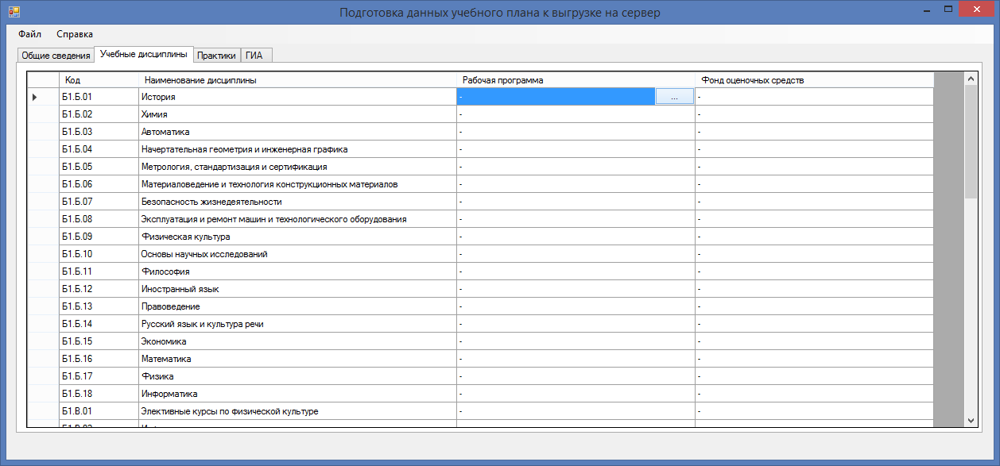 Подготовка данных учебного плана к выгрузке на сервер
Файл Справка
Общие сведения Учебные дисциплины Практики ГИА
Код Наименование дисциплины Рабочая программа Фонд оценочных средств
Б1.Б.01 История - ... -
Б1.Б.02 Химия - -
Б1.Б.03 Автоматика - -
Б1.Б.04 Начертательная геометрия и инженерная графика - -
Б1.Б.05 Метрология, стандартизация и сертификация - -
Б1.Б.06 Материаловедение и технология конструкционных материалов - -
Б1.Б.07 Безопасность жизнедеятельности - -
Б1.Б.08 Эксплуатация и ремонт машин и технологического оборудования - -
Б1.Б.09 Физическая культура - -
Б1.Б.10 Основы научных исследований - -
Б1.Б.11 Философия - -
Б1.Б.12 Иностранный язык - -
Б1.Б.13 Правоведение - -
Б1.Б.14 Русский язык и культура речи - -
Б1.Б.15 Экономика - -
Б1.Б.16 Математика - -
Б1.Б.17 Физика - -
Б1.Б.18 Информатика - -
Б1.В.01 Элективные курсы по физической культуре - -